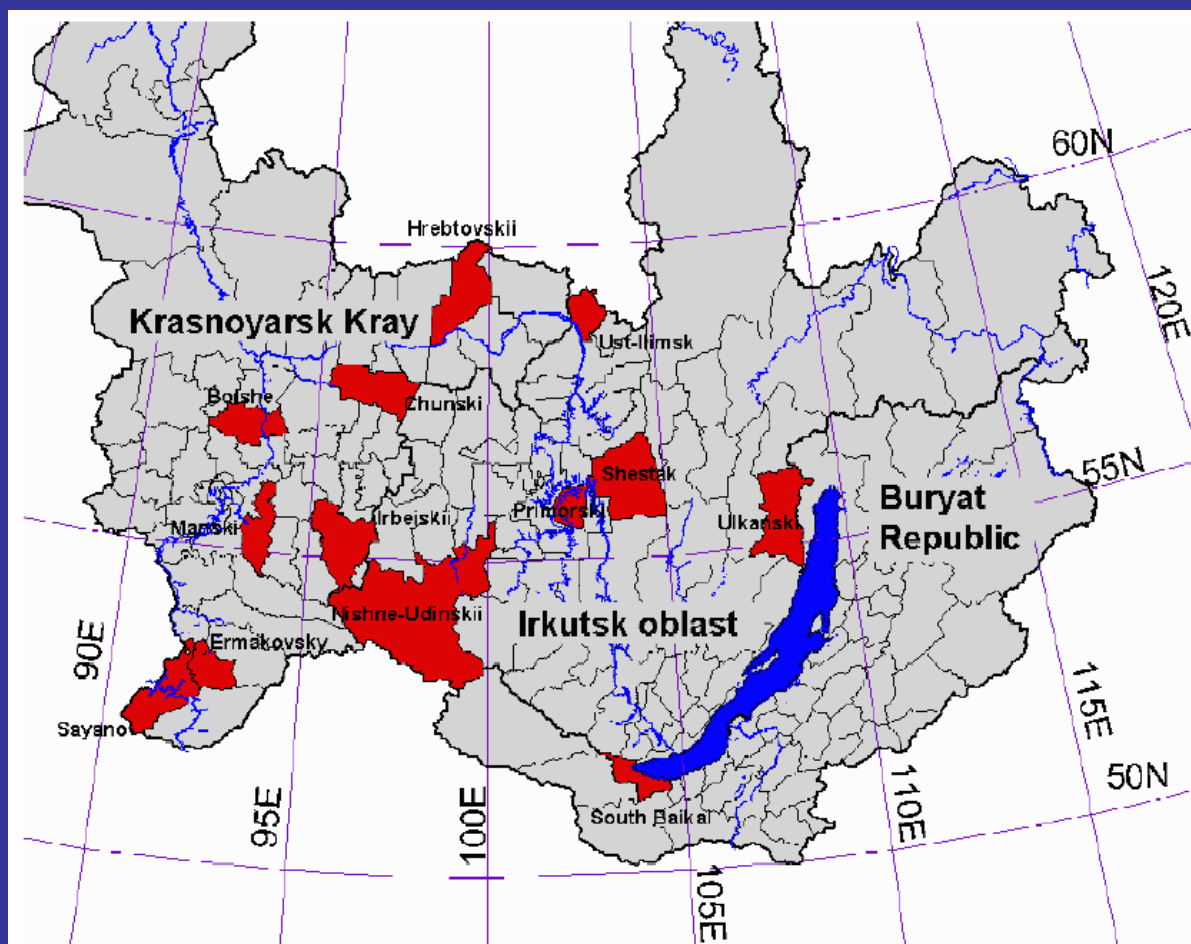 60N
Hrebtovskii
120E
Krasnoyarsk Kray
Ust-Ilimsk
Bolshe
Chunski
55N
Shestak
Buryat
Republic
Manski
Irbejskii
Primorski
Ulkanski
Nishne-Udinskii
Irkutsk oblast
90E
Ermakovsky
115E
Sayanov
50N
95E
100E
110E
South Baikal
105E